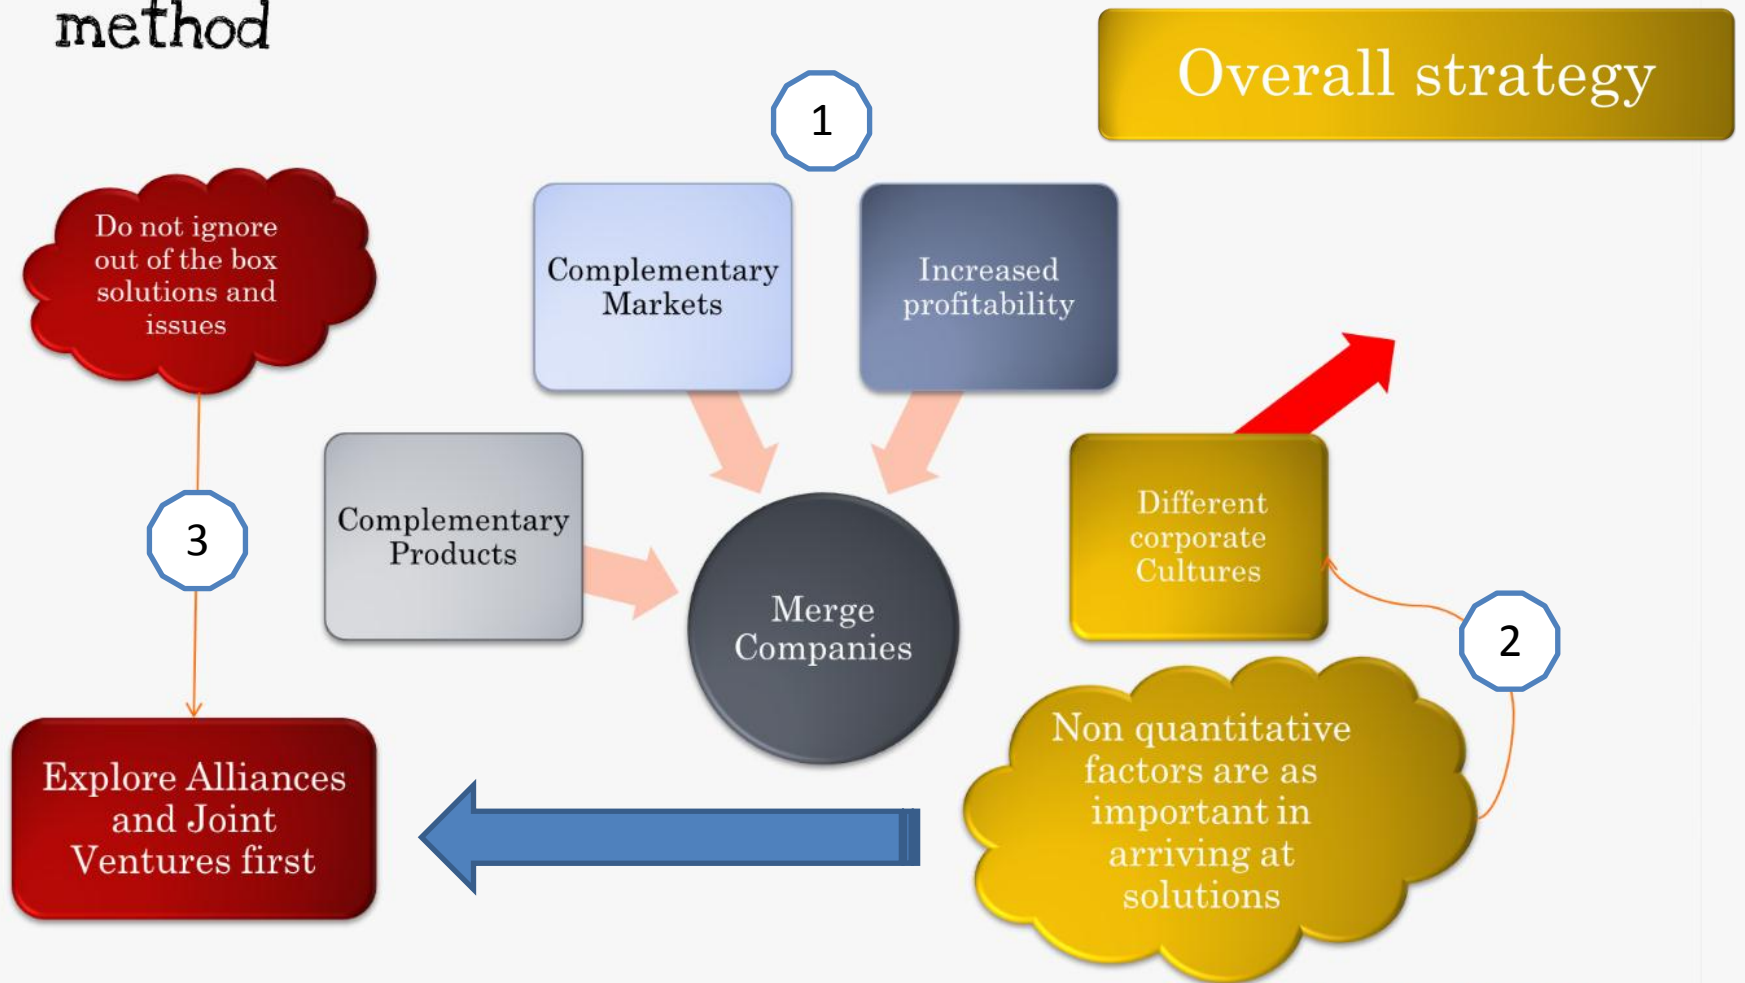 method
Overall strategy
1
Do not ignore
out of the box
solutions and
issues
Complementary
Markets
Increased
profitability
3
Complementary
Products
Different
corporate
Cultures
Merge
Companies
2
Explore Alliances
and Joint
Ventures first
Non quantitative
factors are as
important in
arriving at
solutions